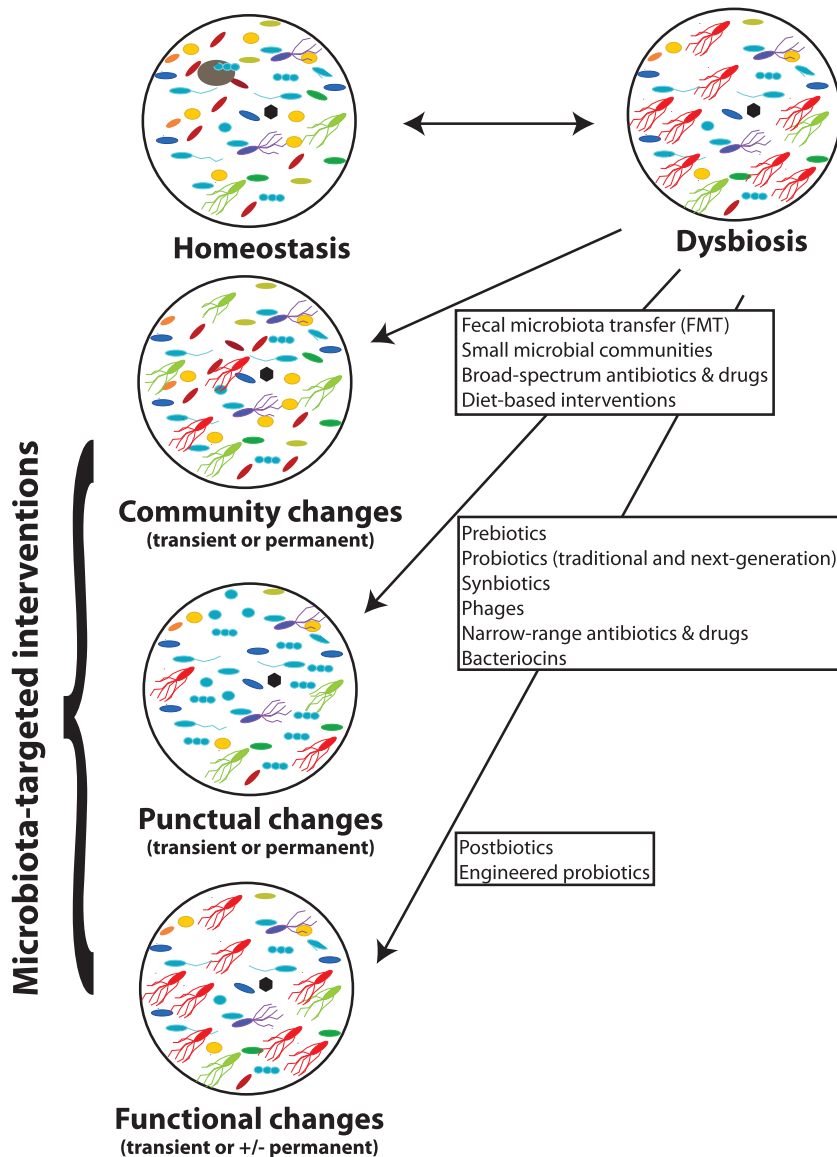 Homeostasis
Dysbiosis
Fecal microbiota transfer (FMT)
Small microbial communities
Broad-spectrum antibiotics & drugs
Diet-based interventions
Community changes
(transient or permanent)
Prebiotics
Probiotics (traditional and next-generation)
Synbiotics
Phages
Narrow-range antibiotics & drugs
Bacteriocins
Punctual changes
(transient or permanent)
Postbiotics
Engineered probiotics
Functional changes
(transient or +/- permanent)
Microbiota-targeted interventions